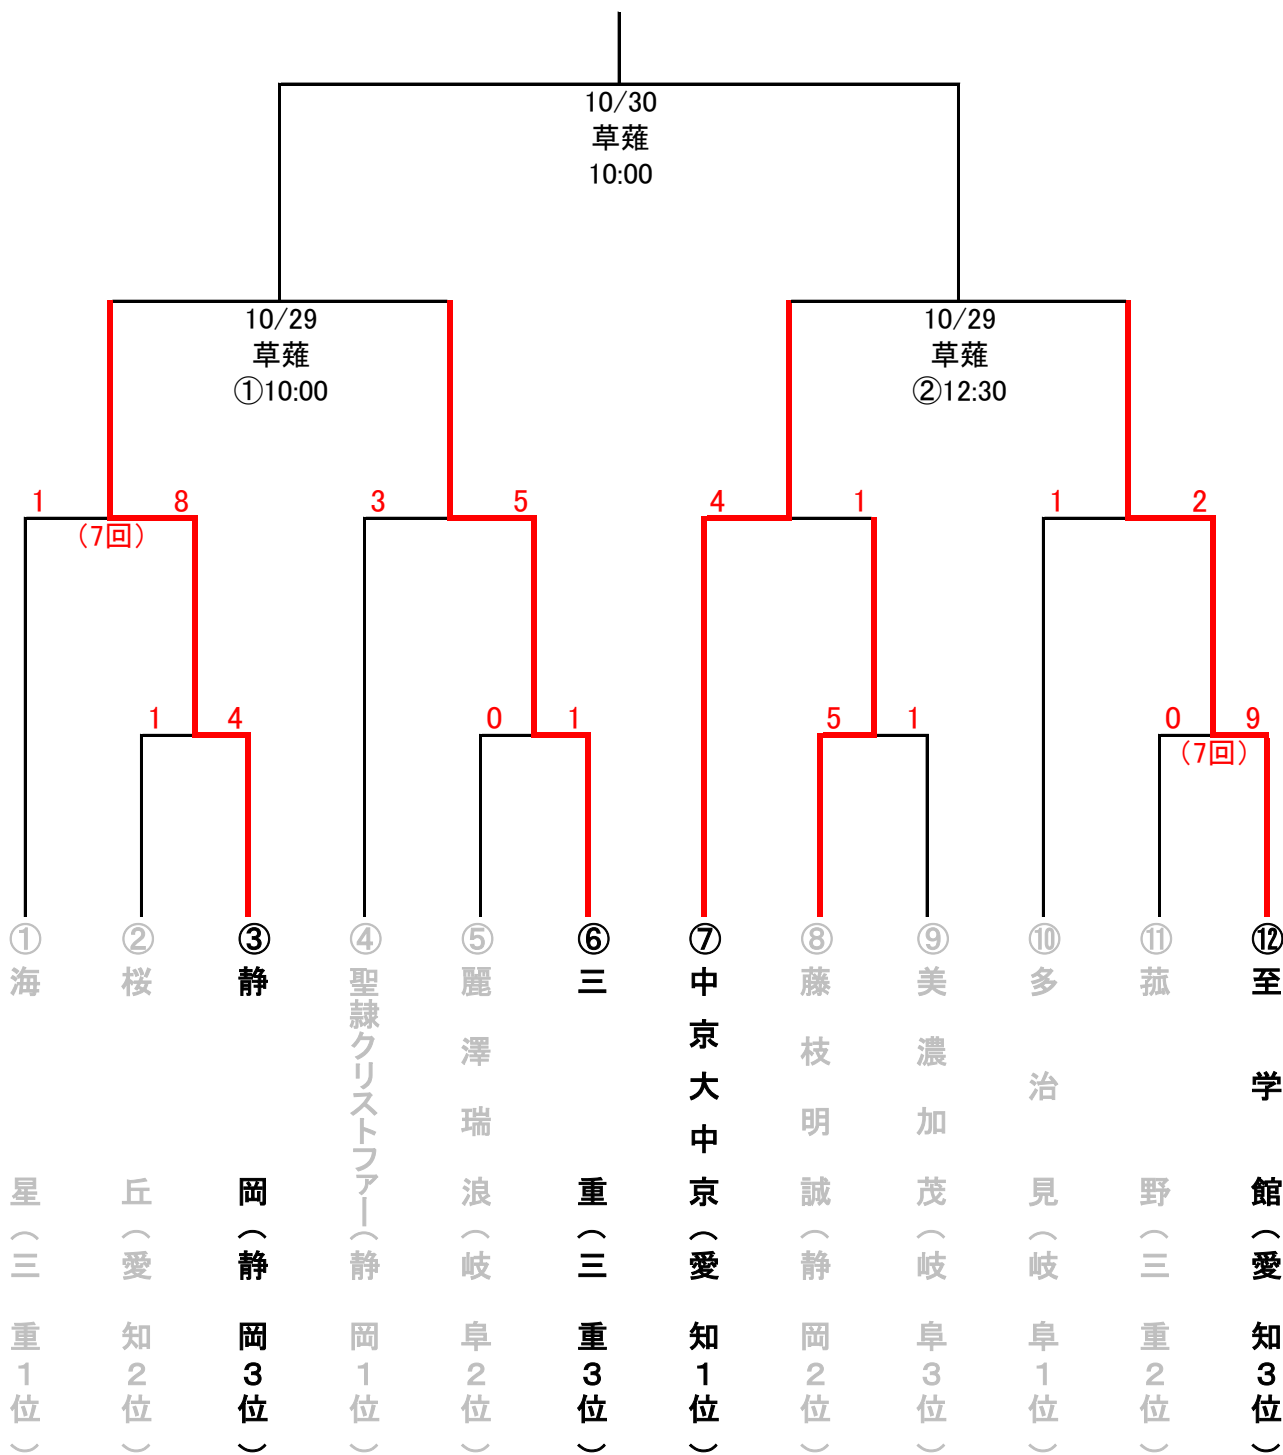 10/30
草薙
10:00
10/29
草薙
①10:00
10/29
草薙
②12:30
1
8
(7回)
3
5
4
1
1
2
1
4
0
1
5
1
0
9
(7回)
①海星(三重1位)
②桜丘(愛知2位)
③静岡(静岡3位)
④聖隷クリストファー(静岡1位)
⑤麗澤瑞浪(岐阜2位)
⑥三重(三重3位)
⑦中京大中京(愛知1位)
⑧藤枝明誠(静岡2位)
⑨美濃加茂(岐阜3位)
⑩多治見(岐阜1位)
⑪菰野(三重2位)
⑫至学館(愛知3位)